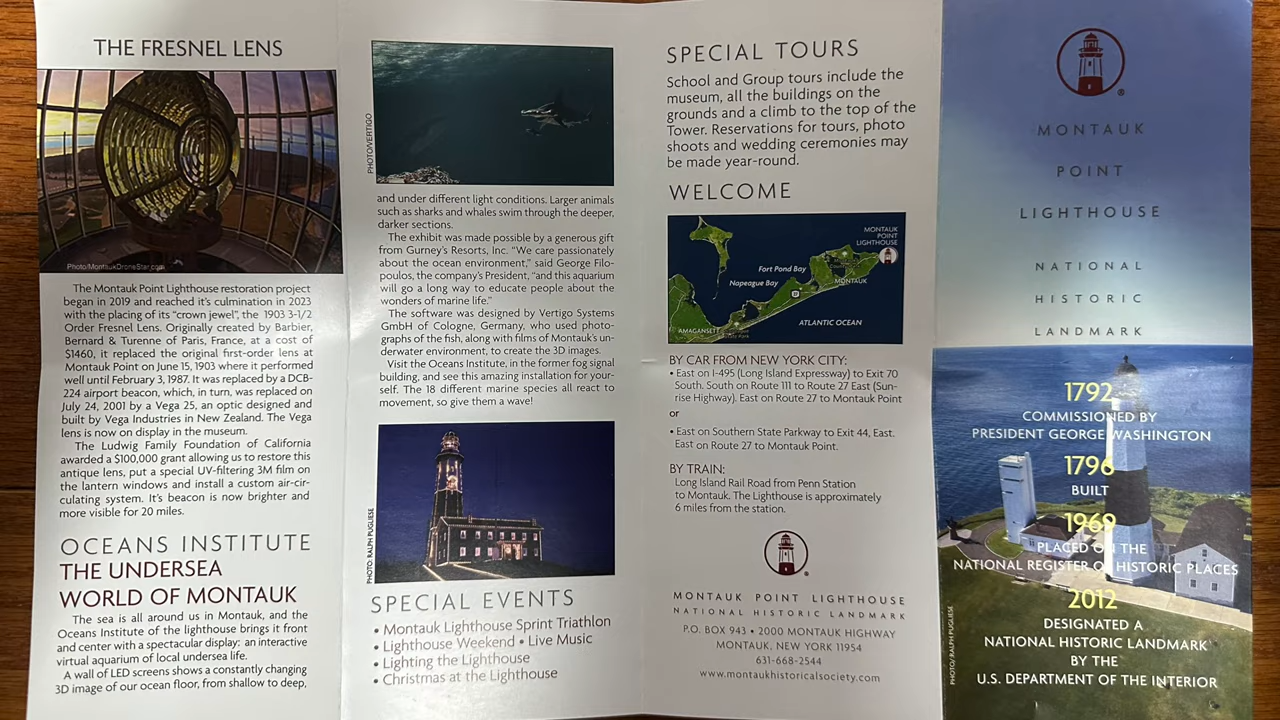 THE FRESNEL LENS
Photo/MontaukDroneStar.com
The Montauk Point Lighthouse restoration project
began in 2019 and reached it's culmination in 2023
with the placing of its "crown jewel", the 1903 3-1/2
Order Fresnel Lens. Originally created by Barbier,
Bernard & Turenne of Paris, France, at a cost of
$1460, it replaced the original first-order lens at
Montauk Point on June 15, 1903 where it performed
well until February 3, 1987. It was replaced by a DCB-
224 airport beacon, which, in turn, was replaced on
July 24, 2001 by a Vega 25, an optic designed and
built by Vega Industries in New Zealand. The Vega
lens is now on display in the museum.
The Ludwig Family Foundation of California
awarded a $100,000 grant allowing us to restore this
antique lens, put a special UV-filtering 3M film on
the lantern windows and install a custom air-cir-
culating system. It's beacon is now brighter and
more visible for 20 miles.
OCEANS INSTITUTE
THE UNDERSEA
WORLD OF MONTAUK
The sea is all around us in Montauk, and the
Oceans Institute of the lighthouse brings it front
and center with a spectacular display: an interactive
virtual aquarium of local undersea life.
A wall of LED screens shows a constantly changing
3D image of our ocean floor, from shallow to deep,
PHOTO/VERTIGO
and under different light conditions. Larger animals
such as sharks and whales swim through the deeper,
darker sections.
The exhibit was made possible by a generous gift
from Gurney's Resorts, Inc. "We care passionately
about the ocean environment," said George Filo-
poulos, the company's President, "and this aquarium
will go a long way to educate people about the
wonders of marine life."
The software was designed by Vertigo Systems
GmbH of Cologne, Germany, who used photo-
graphs of the fish, along with films of Montauk's un-
derwater environment, to create the 3D images.
Visit the Oceans Institute, in the former fog signal
building, and see this amazing installation for your-
self. The 18 different marine species all react to
movement, so give them a wave!
PHOTO: RALPH PUGLIESE
SPECIAL EVENTS
• Montauk Lighthouse Sprint Triathlon
• Lighthouse Weekend • Live Music
• Lighting the Lighthouse
• Christmas at the Lighthouse
SPECIAL TOURS
School and Group tours include the
museum, all the buildings on the
grounds and a climb to the top of the
Tower. Reservations for tours, photo
shoots and wedding ceremonies may
be made year-round.
WELCOME
MONTAUK
POINT
LIGHTHOUSE
Fort Pond Bay
Napeague Bay
MONTAUK
27
AMAGANSETT
ATLANTIC OCEAN
BY CAR FROM NEW YORK CITY:
• East on I-495 (Long Island Expressway) to Exit 70
South. South on Route 111 to Route 27 East (Sun-
rise Highway). East on Route 27 to Montauk Point
or
• East on Southern State Parkway to Exit 44, East.
East on Route 27 to Montauk Point.
BY TRAIN:
Long Island Rail Road from Penn Station
to Montauk. The Lighthouse is approximately
6 miles from the station.
®
MONTAUK POINT LIGHTHOUSE
NATIONAL HISTORIC LANDMARK
P.O. BOX 943 • 2000 MONTAUK HIGHWAY
MONTAUK, NEW YORK 11954
631-668-2544
www.montaukhistoricalsociety.com
®
MONTAUK
POINT
LIGHTHOUSE
NATIONAL
HISTORIC
LANDMARK
1792
COMMISSIONED BY
PRESIDENT GEORGE WASHINGTON
1796
BUILT
1969
PLACED ON THE
NATIONAL REGISTER OF HISTORIC PLACES
2012
DESIGNATED A
NATIONAL HISTORIC LANDMARK
BY THE
U.S. DEPARTMENT OF THE INTERIOR
PHOTO/RALPH PUGLIESE